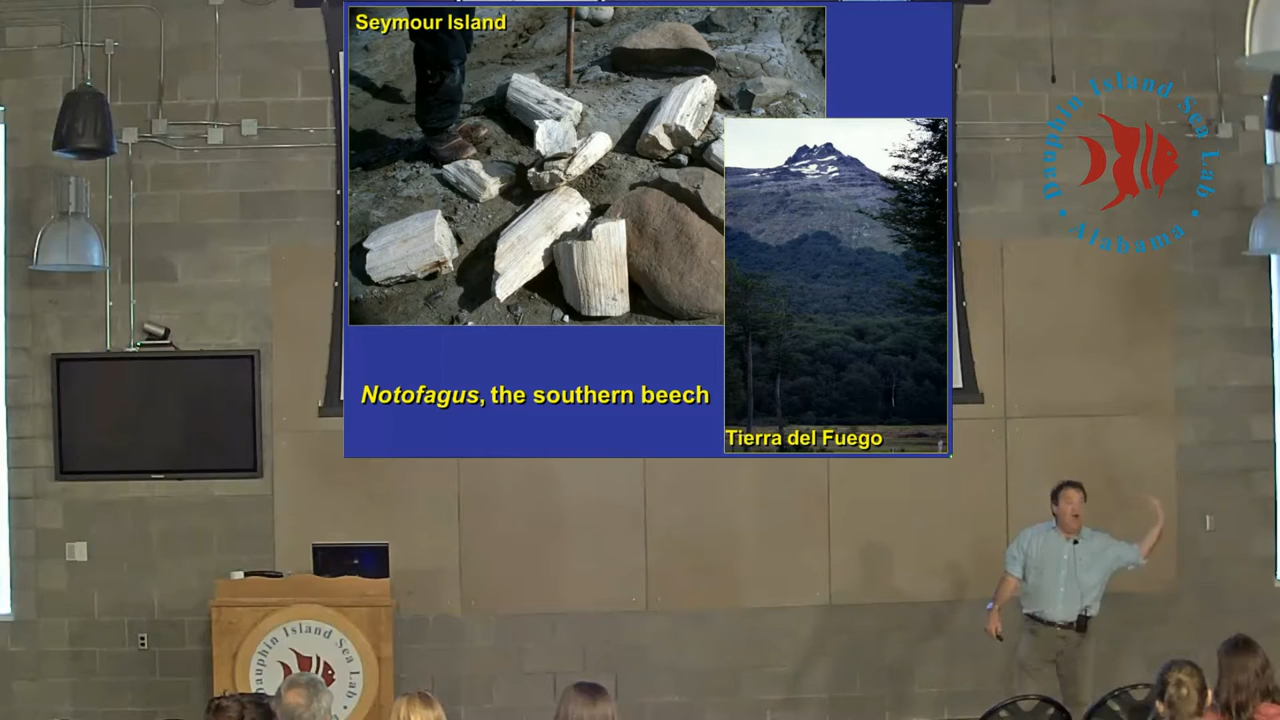 Seymour Island
Notofagus, the southern beech
Tierra del Fuego
Dauphin Island Sea Lab
Alabama
Dauphin Island Sea Lab